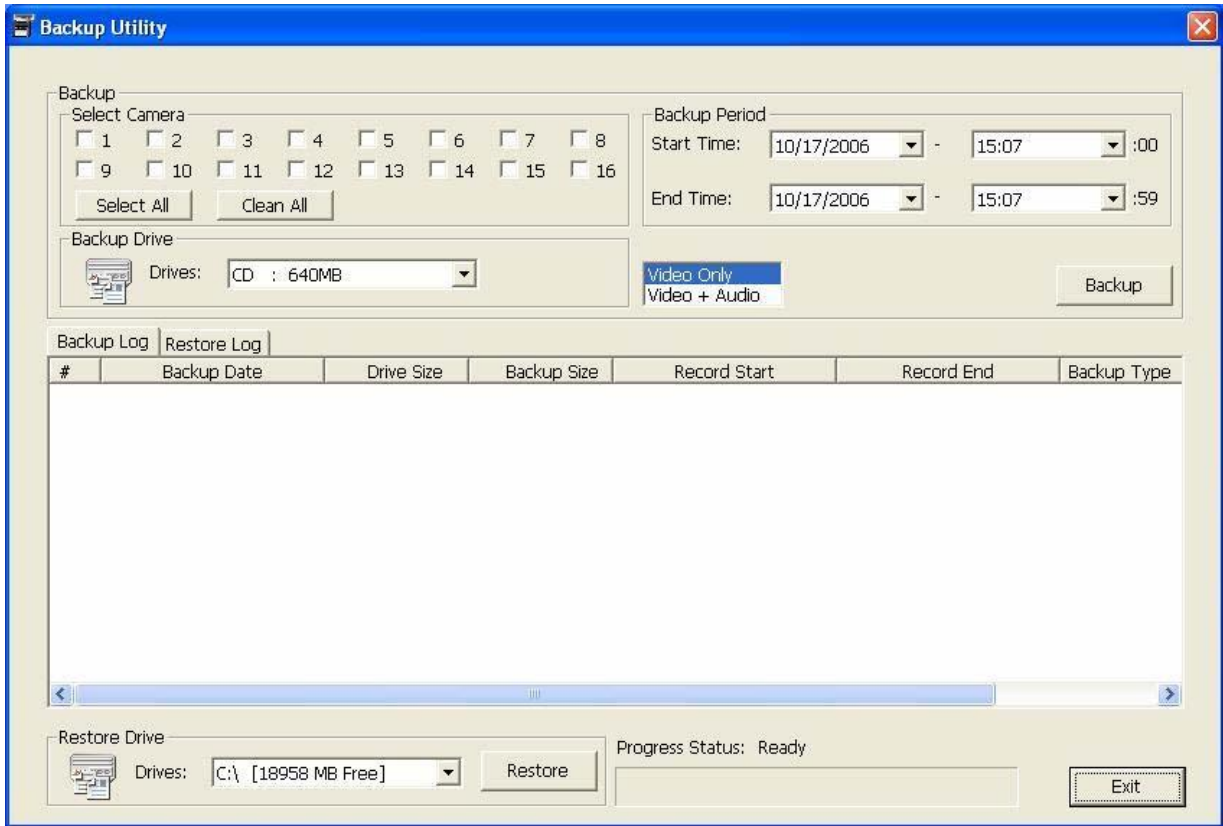 Backup Utility
Backup
Select Camera
1 2 3 4 5 6 7 8
9 10 11 12 13 14 15 16
Select All Clean All
Backup Period
Start Time: 10/17/2006 - 15:07 :00
End Time: 10/17/2006 - 15:07 :59
Backup Drive
Drives: CD : 640MB
Video Only
Video + Audio
Backup
Backup Log Restore Log
# Backup Date Drive Size Backup Size Record Start Record End Backup Type
Restore Drive
Drives: C:\ [18958 MB Free] Restore
Progress Status: Ready
Exit